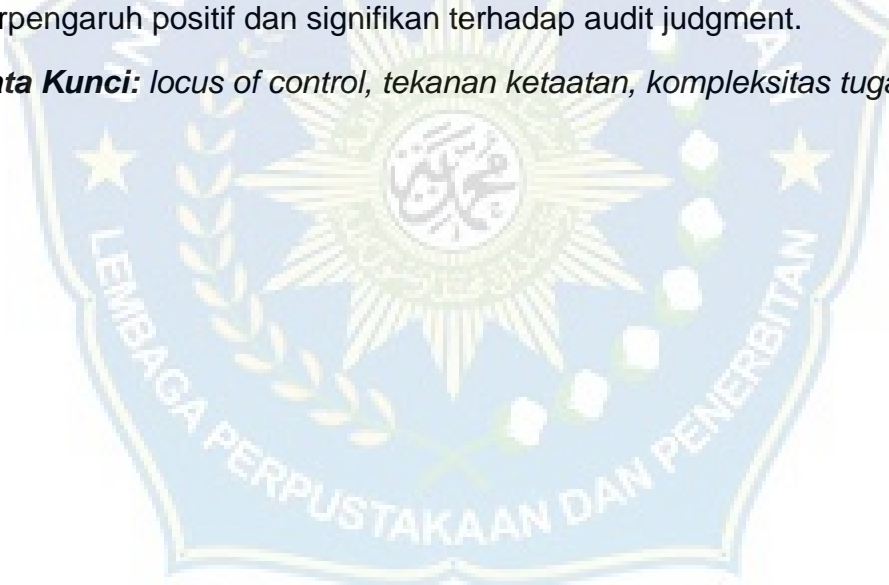 rpengaruh positif dan signifikan terhadap audit judgment.
ata Kunci: locus of control, tekanan ketaatan, kompleksitas tuga
LEMBAGA PERPUSTAKAAN DAN PENERBITAN